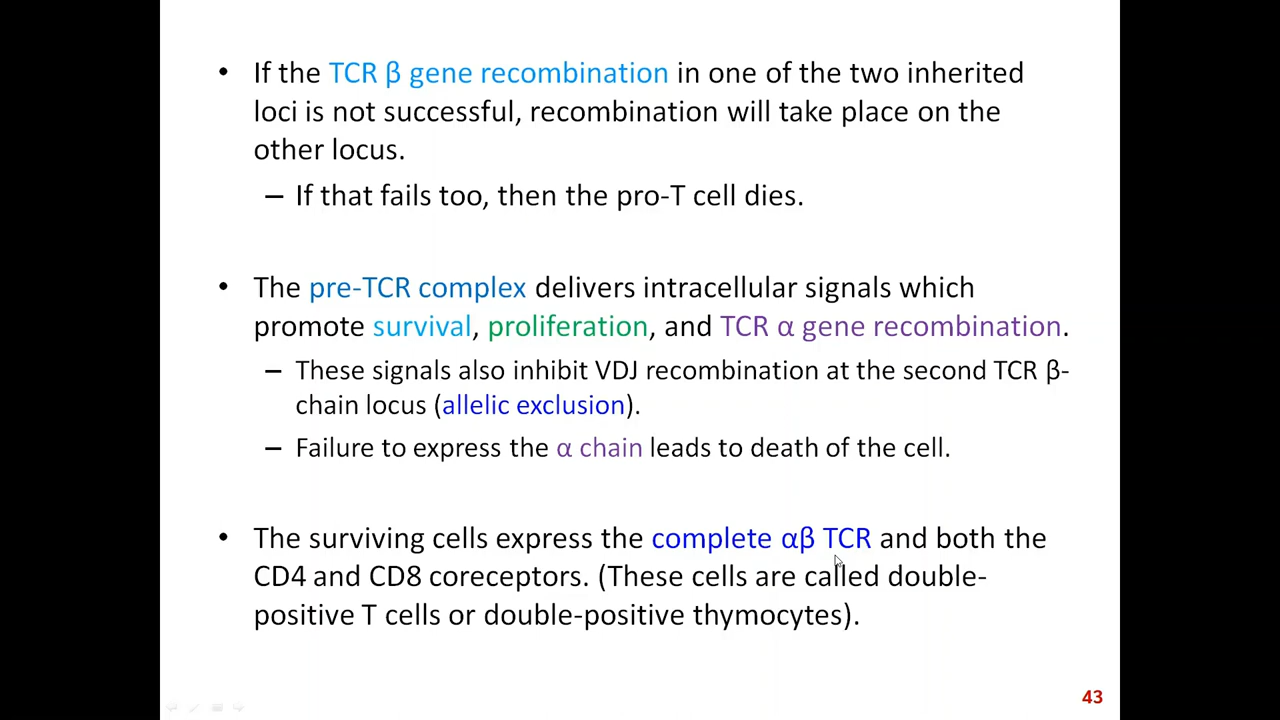 • If the TCR β gene recombination in one of the two inherited
loci is not successful, recombination will take place on the
other locus.
– If that fails too, then the pro-T cell dies.
• The pre-TCR complex delivers intracellular signals which
promote survival, proliferation, and TCR α gene recombination.
– These signals also inhibit VDJ recombination at the second TCR β-
chain locus (allelic exclusion).
– Failure to express the α chain leads to death of the cell.
• The surviving cells express the complete αβ TCR and both the
CD4 and CD8 coreceptors. (These cells are called double-
positive T cells or double-positive thymocytes).
43